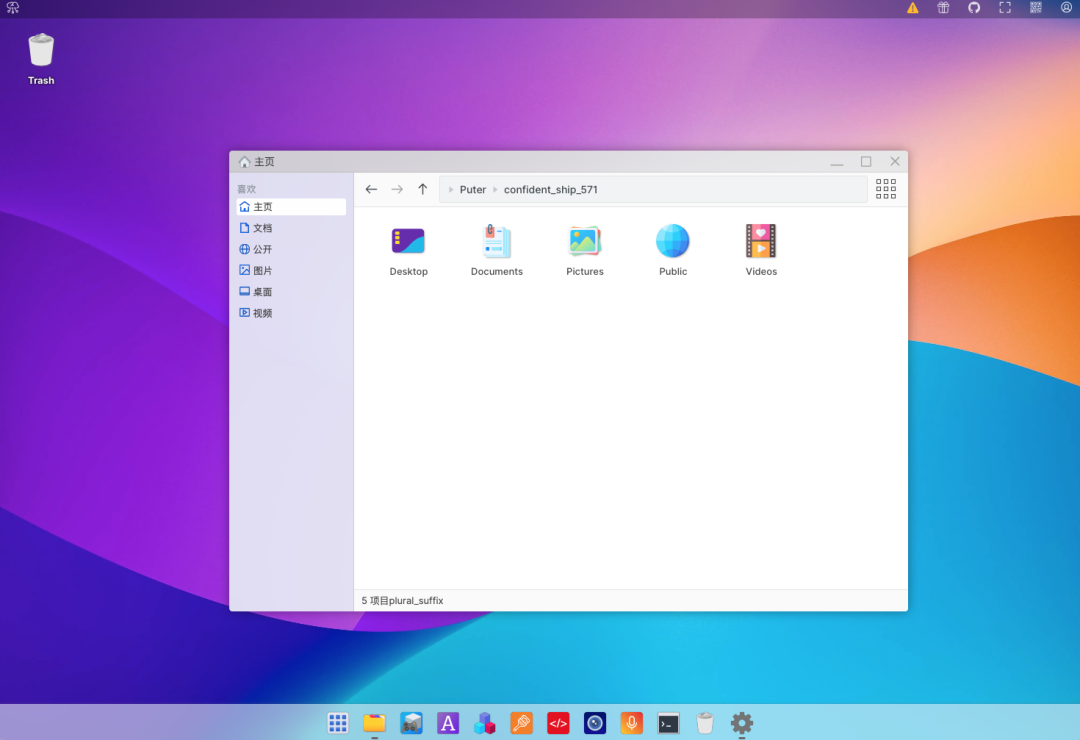 Trash
主页
喜欢
主页
文档
公开
图片
桌面
视频
Puter
confident_ship_571
Desktop
Documents
Pictures
Public
Videos
5 项目plural_suffix
A
</>
>_